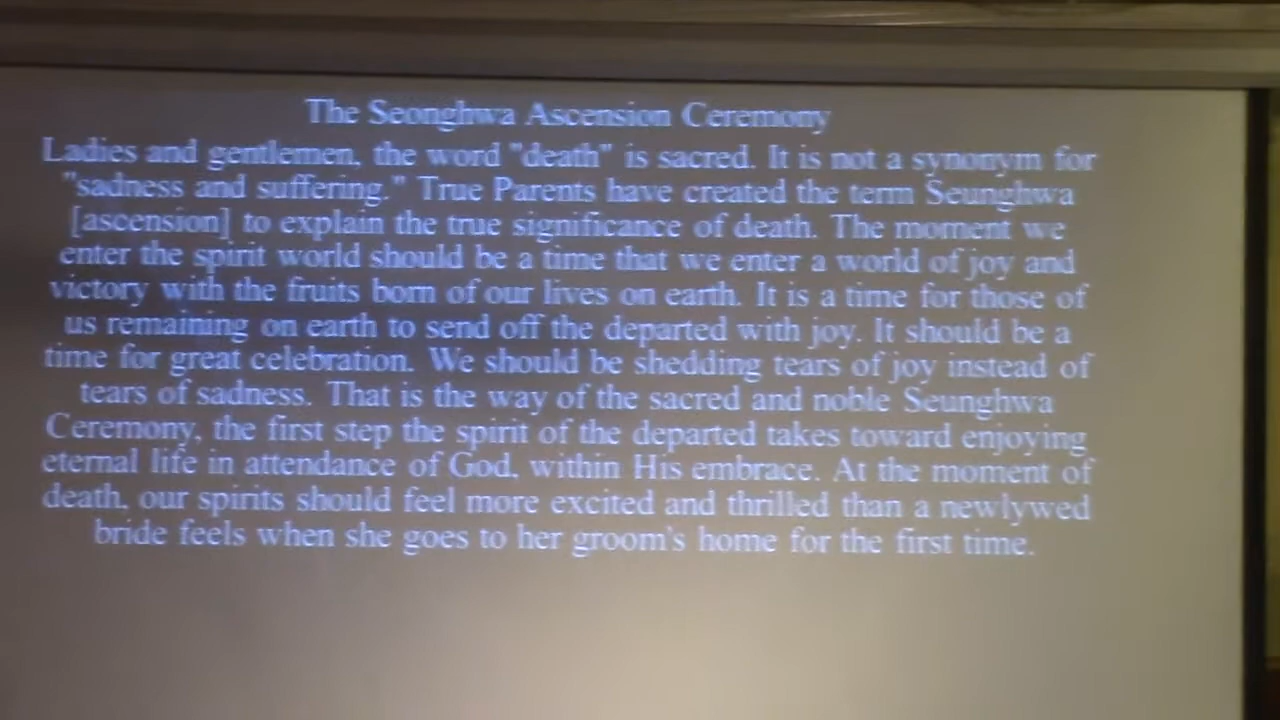 The Seonghwa Ascension Ceremony
Ladies and gentlemen, the word "death" is sacred. It is not a synonym for
"sadness and suffering." True Parents have created the term Seunghwa
[ascension] to explain the true significance of death. The moment we
enter the spirit world should be a time that we enter a world of joy and
victory with the fruits born of our lives on earth. It is a time for those of
us remaining on earth to send off the departed with joy. It should be a
time for great celebration. We should be shedding tears of joy instead of
tears of sadness. That is the way of the sacred and noble Seunghwa
Ceremony, the first step the spirit of the departed takes toward enjoying
eternal life in attendance of God, within His embrace. At the moment of
death, our spirits should feel more excited and thrilled than a newlywed
bride feels when she goes to her groom's home for the first time.